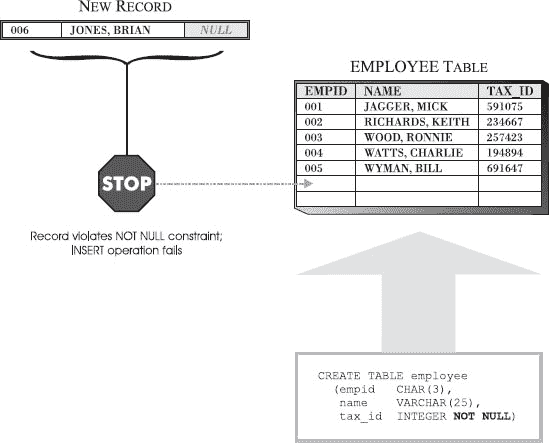 NEW RECORD
006 JONES, BRIAN NULL
EMPLOYEE TABLE
EMPID NAME TAX_ID
001 JAGGER, MICK 591075
002 RICHARDS, KEITH 234667
003 WOOD, RONNIE 257423
004 WATTS, CHARLIE 194894
005 WYMAN, BILL 691647
STOP
Record violates NOT NULL constraint;
INSERT operation fails
CREATE TABLE employee
(empid CHAR(3),
name VARCHAR(25),
tax_id INTEGER NOT NULL)